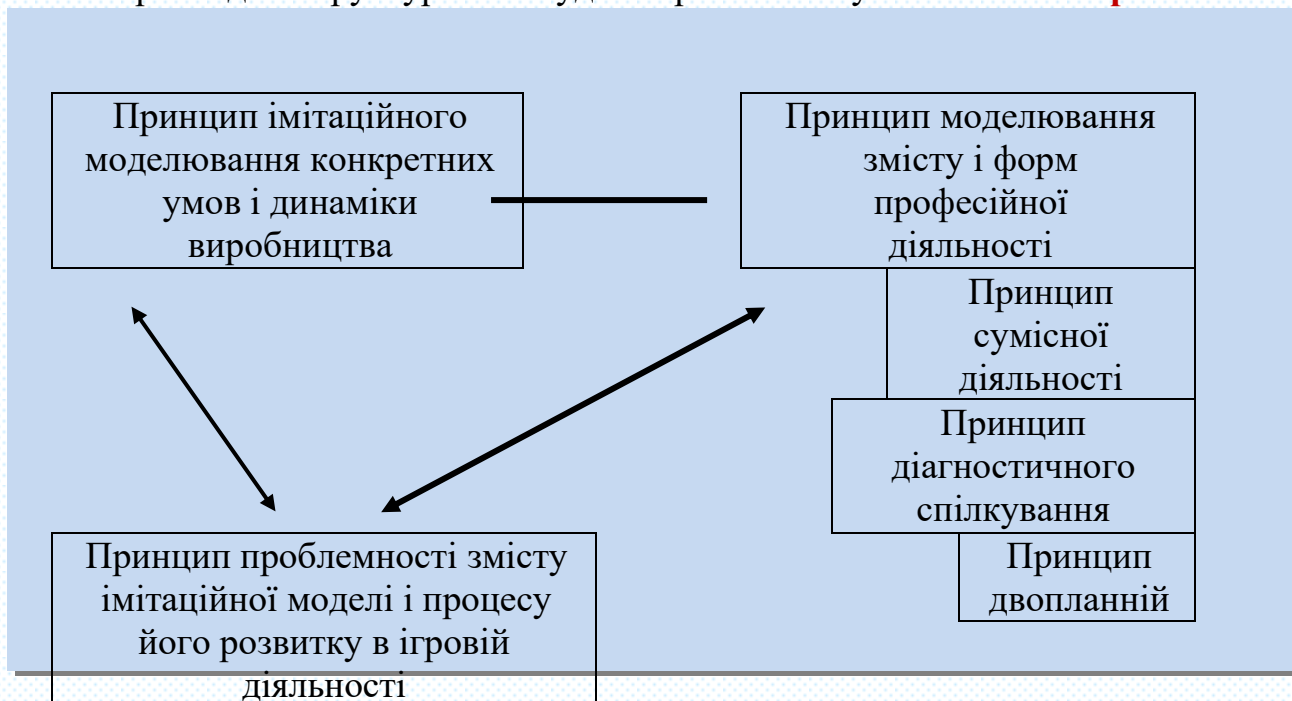 Принцип імітаційного
моделювання конкретних
умов і динаміки
виробництва
Принцип моделювання
змісту і форм
професійної
діяльності
Принцип
сумісної
діяльності
Принцип
діагностичного
спілкування
Принцип
двопланній
Принцип проблемності змісту
імітаційної моделі і процесу
його розвитку в ігровій
діяльності